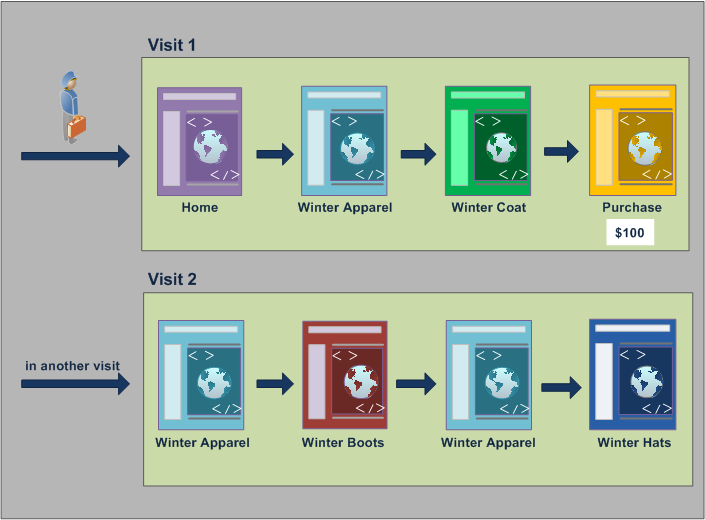 Visit 1
< >
</>
< >
</>
< >
</>
< >
</>
Home
Winter Apparel
Winter Coat
Purchase
$100
Visit 2
in another visit
< >
</>
< >
</>
< >
</>
< >
</>
Winter Apparel
Winter Boots
Winter Apparel
Winter Hats